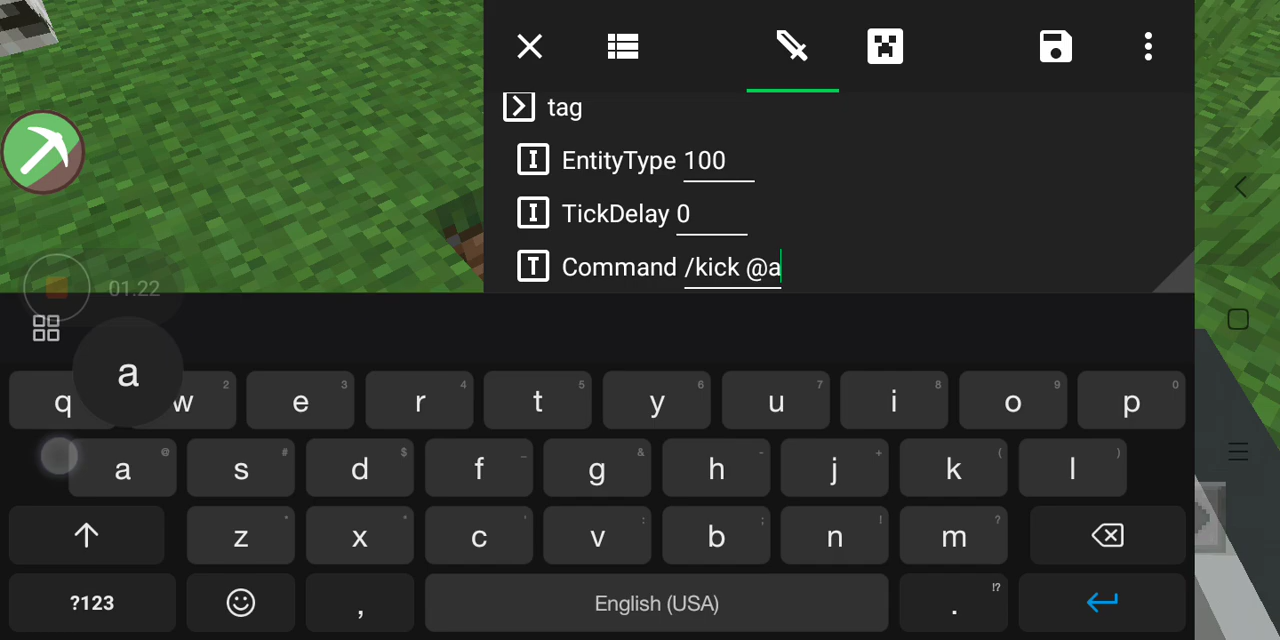 tag
I EntityType 100
I TickDelay 0
T Command /kick @a
01.22
a
q w 2 e 3 r 4 t 5 y 6 u 7 i 8 o 9 p 0
a @ s # d $ f _ g & h - j + k ( l )
z * x " c ' v : b ; n ! m ?
?123 , English (USA) . !?